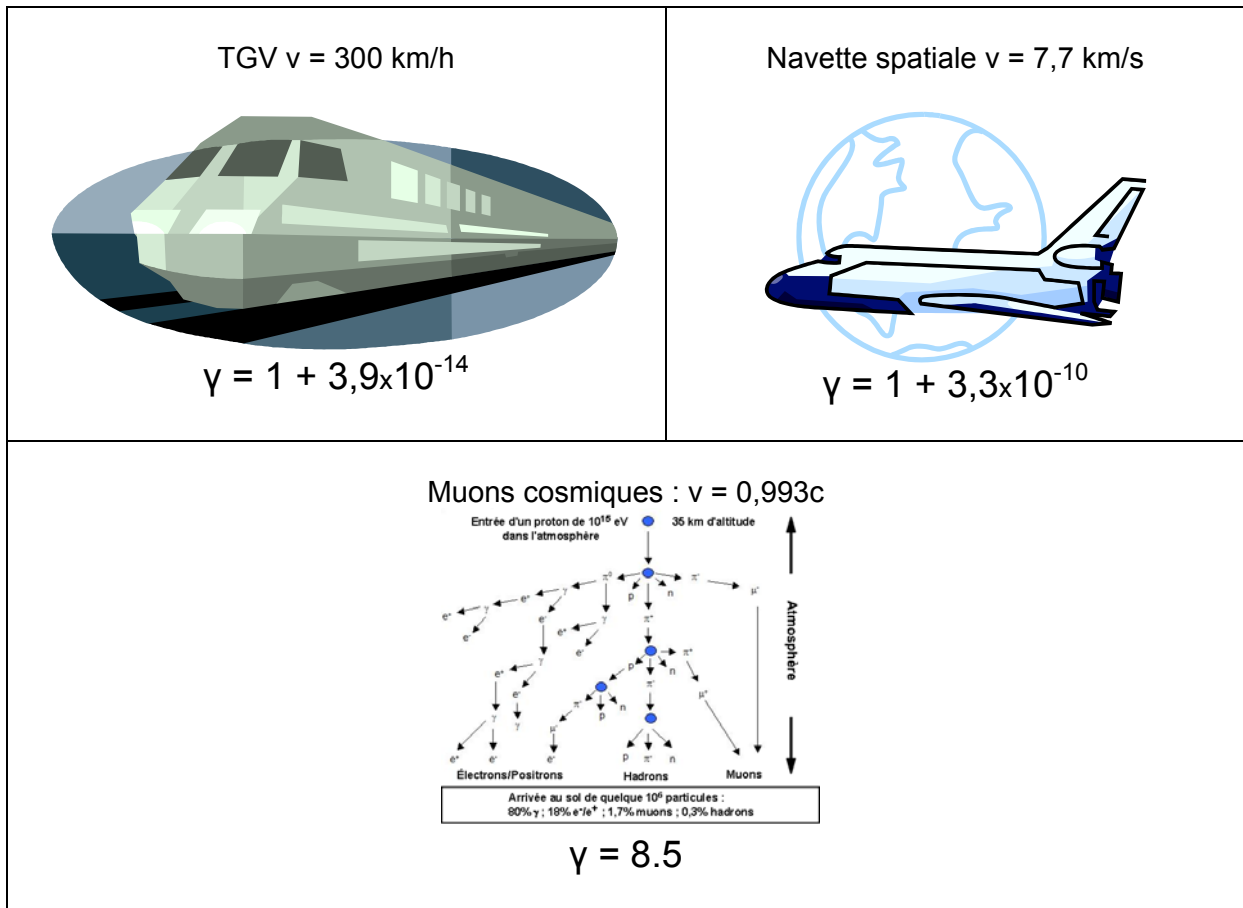 TGV v = 300 km/h
γ = 1 + 3,9x10⁻¹⁴
Navette spatiale v = 7,7 km/s
γ = 1 + 3,3x10⁻¹⁰
Muons cosmiques : v = 0,993c
Entrée d'un proton de 10¹⁵ eV
dans l'atmosphère
35 km d'altitude
Atmosphère
π⁰
γ
e⁺
γ
e⁺
e⁻
p
n
π⁻
μ⁻
e⁻
γ
e⁺
e⁻
π⁺
γ
e⁺
e⁻
p
n
π⁺
π⁻
p
n
μ⁺
γ
γ
μ⁻
e⁺
e⁻
e⁻
p
π⁻
n
Électrons/Positrons
Hadrons
Muons
Arrivée au sol de quelque 10⁶ particules :
80% γ ; 18% e⁻/e⁺ ; 1,7% muons ; 0,3% hadrons
γ = 8.5